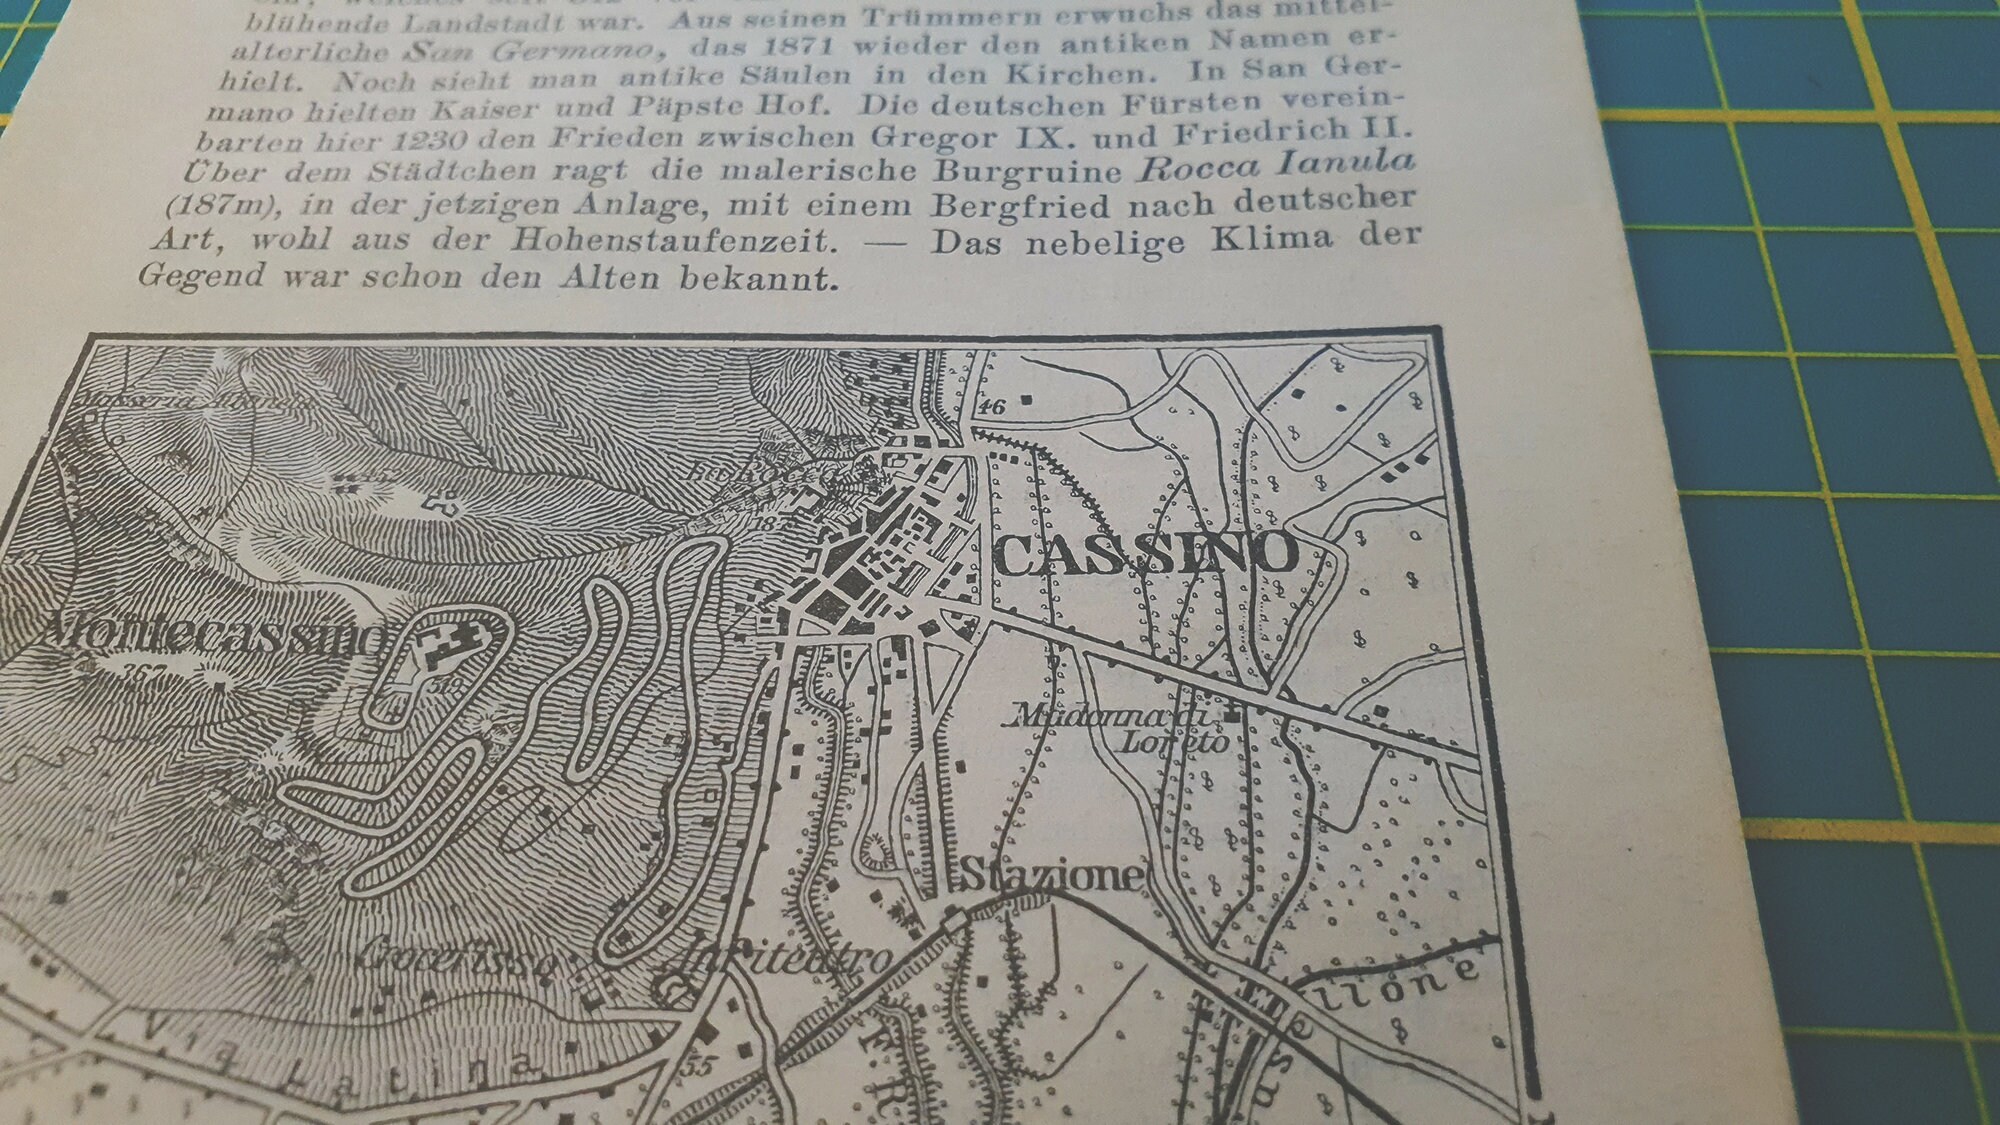 blühende Landstadt war. Aus seinen Trümmern erwuchs das mittel-
alterliche San Germano, das 1871 wieder den antiken Namen er-
hielt. Noch sieht man antike Säulen in den Kirchen. In San Ger-
mano hielten Kaiser und Päpste Hof. Die deutschen Fürsten verein-
barten hier 1230 den Frieden zwischen Gregor IX. und Friedrich II.
Über dem Städtchen ragt die malerische Burgruine Rocca Ianula
(187m), in der jetzigen Anlage, mit einem Bergfried nach deutscher
Art, wohl aus der Hohenstaufenzeit. — Das nebelige Klima der
Gegend war schon den Alten bekannt.
46
CASSINO
Montecassino
367
519
Madonna di
Loreto
Stazione
Crocefisso
Anfiteatro
Via Latina
55